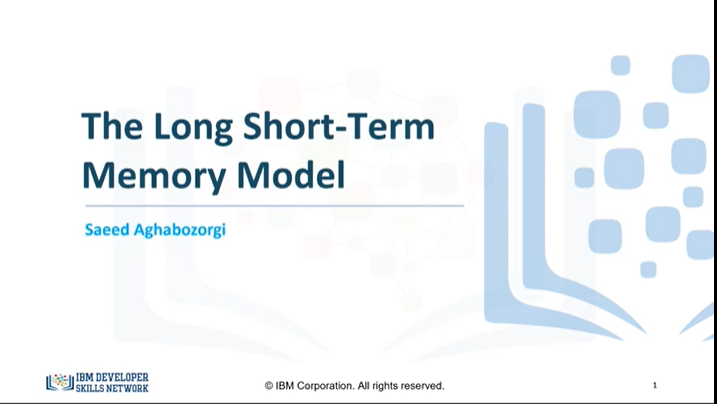 The Long Short-Term
Memory Model
Saeed Aghabozorgi
IBM DEVELOPER
SKILLS NETWORK
© IBM Corporation. All rights reserved.
1